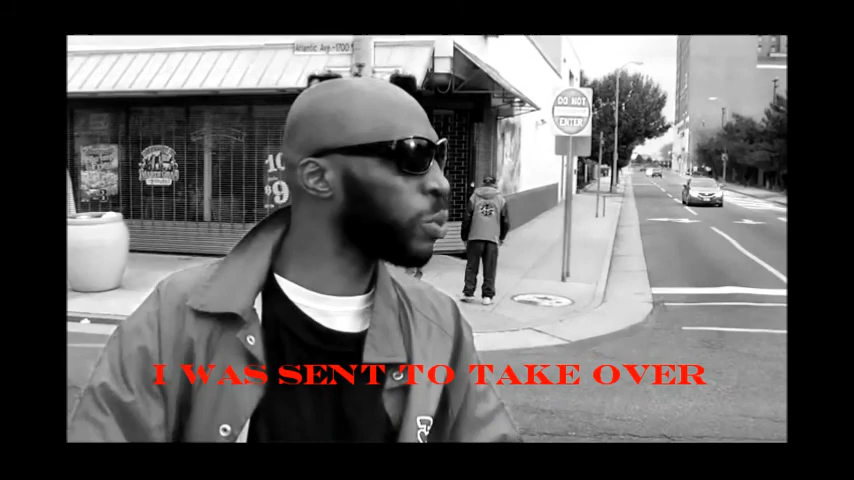 Atlantic Ave. 1700
DO NOT
ENTER
10
$9
I WAS SENT TO TAKE OVER